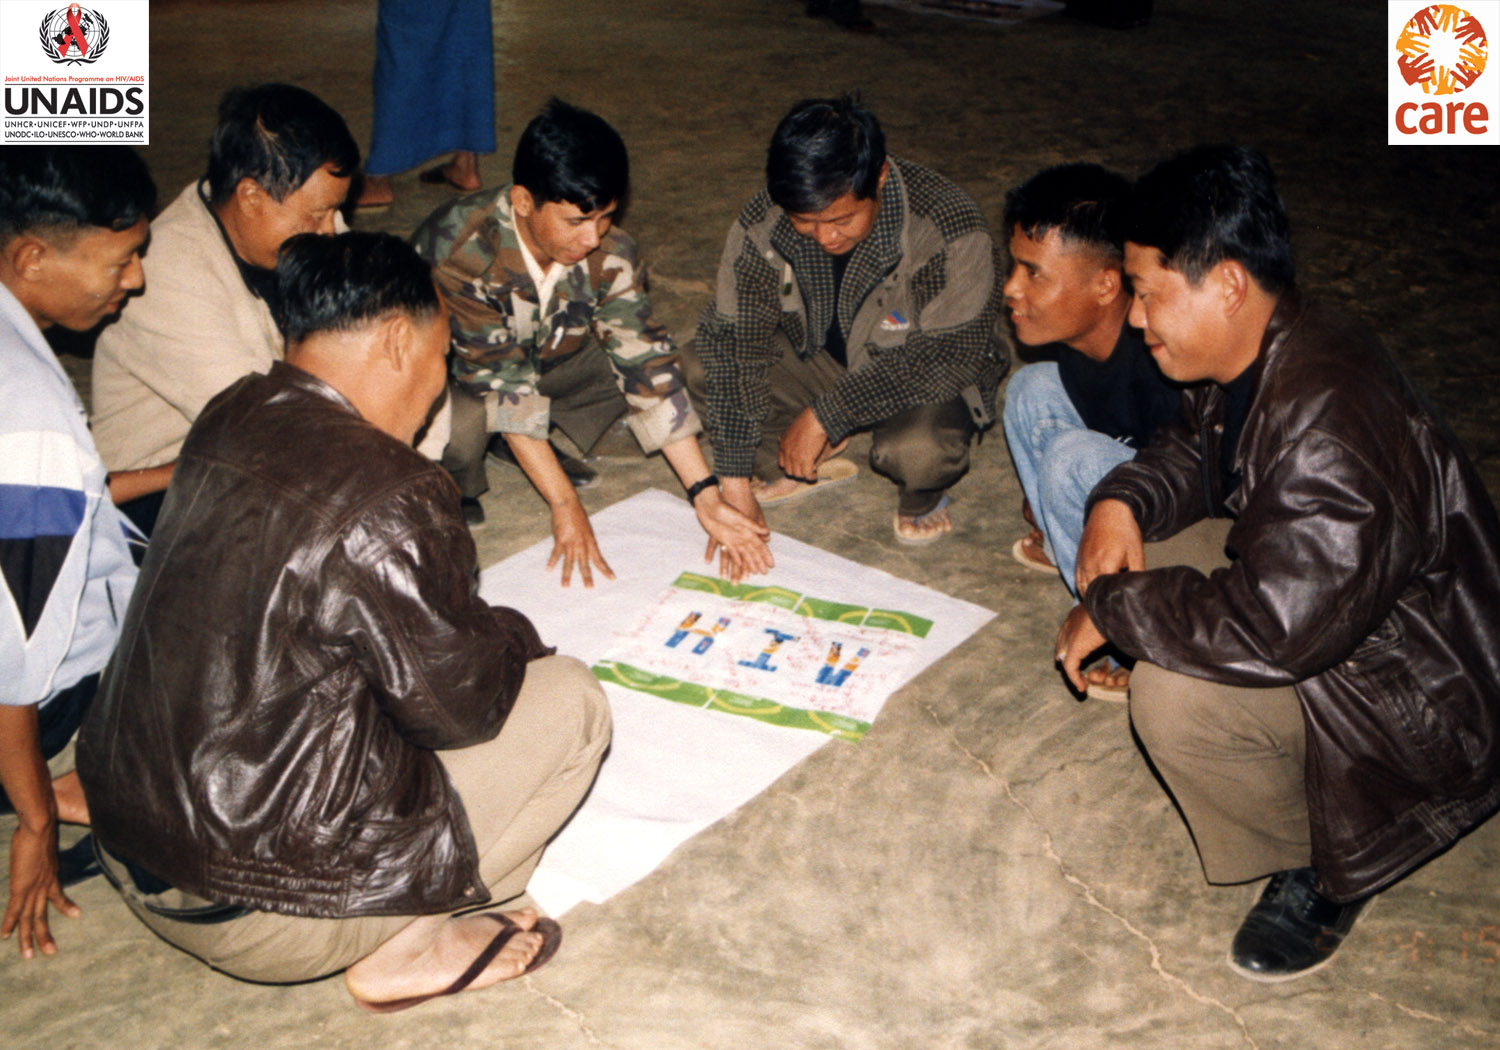 Joint United Nations Programme on HIV/AIDS
UNAIDS
UNHCR•UNICEF•WFP•UNDP•UNFPA
UNODC•ILO•UNESCO•WHO•WORLD BANK
care
HIV